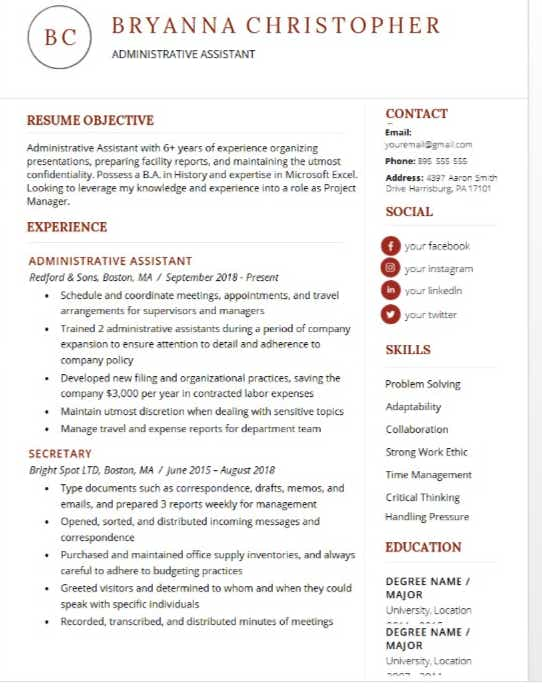 BC
BRYANNA CHRISTOPHER
ADMINISTRATIVE ASSISTANT
RESUME OBJECTIVE
Administrative Assistant with 6+ years of experience organizing
presentations, preparing facility reports, and maintaining the utmost
confidentiality. Possess a B.A. in History and expertise in Microsoft Excel.
Looking to leverage my knowledge and experience into a role as Project
Manager.
EXPERIENCE
ADMINISTRATIVE ASSISTANT
Redford & Sons, Boston, MA / September 2018 - Present
• Schedule and coordinate meetings, appointments, and travel
arrangements for supervisors and managers
• Trained 2 administrative assistants during a period of company
expansion to ensure attention to detail and adherence to
company policy
• Developed new filing and organizational practices, saving the
company $3,000 per year in contracted labor expenses
• Maintain utmost discretion when dealing with sensitive topics
• Manage travel and expense reports for department team
SECRETARY
Bright Spot LTD, Boston, MA / June 2015 – August 2018
• Type documents such as correspondence, drafts, memos, and
emails, and prepared 3 reports weekly for management
• Opened, sorted, and distributed incoming messages and
correspondence
• Purchased and maintained office supply inventories, and always
careful to adhere to budgeting practices
• Greeted visitors and determined to whom and when they could
speak with specific individuals
• Recorded, transcribed, and distributed minutes of meetings
CONTACT
Email:
youremail@gmail.com
Phone: 895 555 555
Address: 4397 Aaron Smith
Drive Harrisburg, PA 17101
SOCIAL
your facebook
your instagram
in your linkedln
your twitter
SKILLS
Problem Solving
Adaptability
Collaboration
Strong Work Ethic
Time Management
Critical Thinking
Handling Pressure
EDUCATION
DEGREE NAME /
MAJOR
University, Location
DEGREE NAME /
MAJOR
University, Location